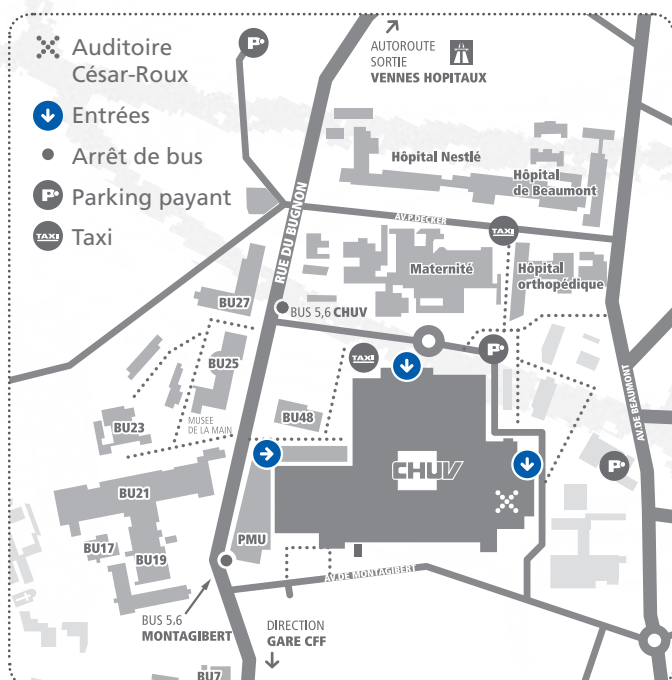 Auditoire
César-Roux
Entrées
Arrêt de bus
P Parking payant
TAXI Taxi
P
AUTOROUTE
SORTIE
VENNES HOPITAUX
Hôpital Nestlé
Hôpital
de Beaumont
RUE DU BUGNON
AV.P.DECKER
TAXI
Maternité
Hôpital
orthopédique
BU27
BUS 5,6 CHUV
TAXI
P
BU25
BU48
BU23
MUSEE
DE LA MAIN
AV.DE BEAUMONT
P
CHUV
BU21
BU17
BU19
PMU
AV.DE MONTAGIBERT
BUS 5.6
MONTAGIBERT
DIRECTION
GARE CFF
BU7